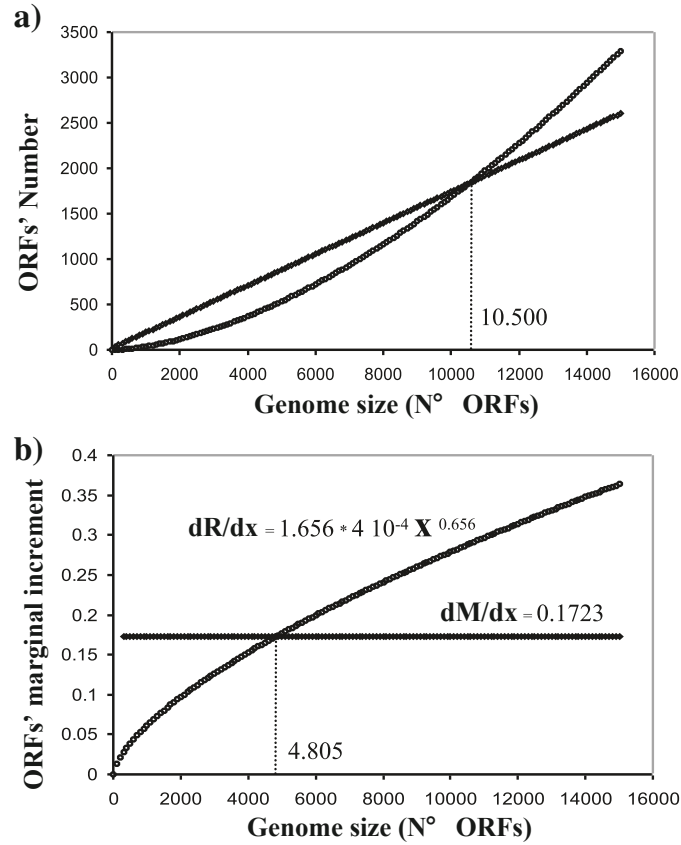 a)
3500
3000
2500
2000
1500
1000
500
0
ORFs' Number
10.500
0 2000 4000 6000 8000 10000 12000 14000 16000
Genome size (N° ORFs)
b)
0.4
0.35
0.3
0.25
0.2
0.15
0.1
0.05
0
ORFs' marginal increment
dR/dx = 1.656 * 4 10-4 X 0.656
dM/dx = 0.1723
4.805
0 2000 4000 6000 8000 10000 12000 14000 16000
Genome size (N° ORFs)